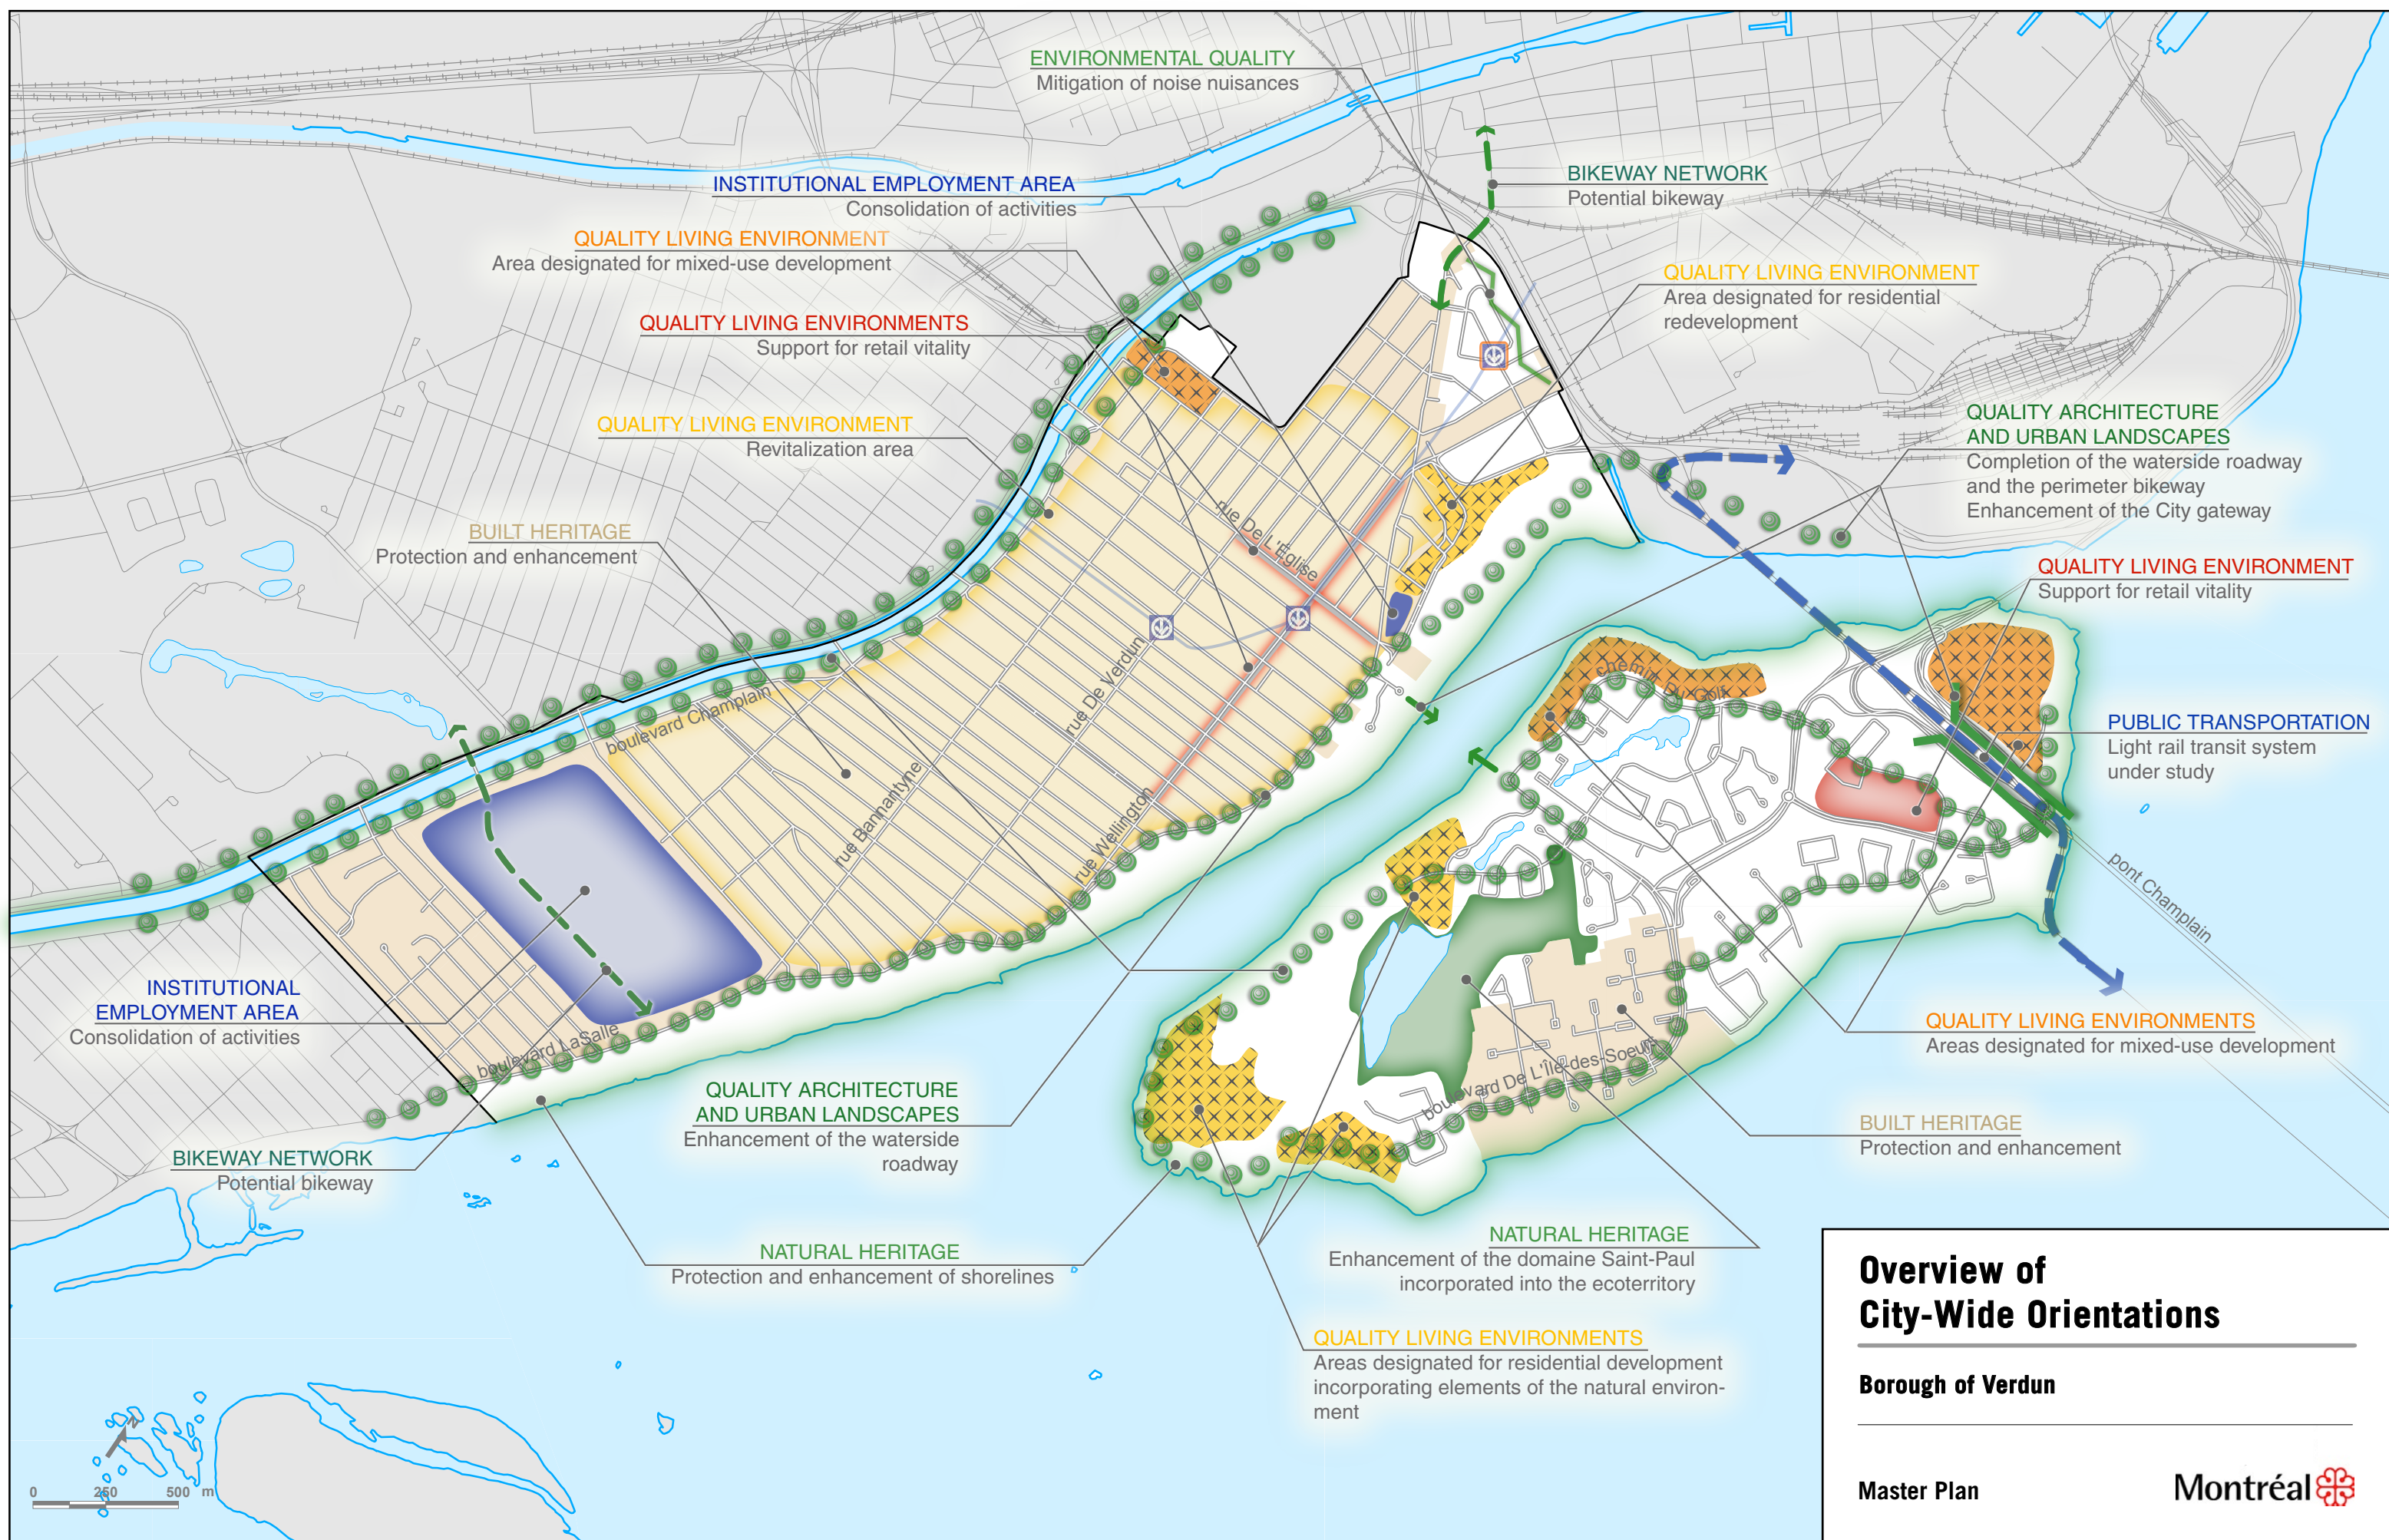 ENVIRONMENTAL QUALITY
Mitigation of noise nuisances
INSTITUTIONAL EMPLOYMENT AREA
Consolidation of activities
BIKEWAY NETWORK
Potential bikeway
QUALITY LIVING ENVIRONMENT
Area designated for mixed-use development
QUALITY LIVING ENVIRONMENT
Area designated for residential
redevelopment
QUALITY LIVING ENVIRONMENTS
Support for retail vitality
QUALITY LIVING ENVIRONMENT
Revitalization area
QUALITY ARCHITECTURE
AND URBAN LANDSCAPES
Completion of the waterside roadway
and the perimeter bikeway
Enhancement of the City gateway
BUILT HERITAGE
Protection and enhancement
QUALITY LIVING ENVIRONMENT
Support for retail vitality
rue De L'Église
rue De Verdun
boulevard Champlain
rue Bannantyne
rue Wellington
chemin Du Golf
PUBLIC TRANSPORTATION
Light rail transit system
under study
pont Champlain
INSTITUTIONAL
EMPLOYMENT AREA
Consolidation of activities
boulevard LaSalle
boulevard De L'Île-des-Soeurs
QUALITY LIVING ENVIRONMENTS
Areas designated for mixed-use development
QUALITY ARCHITECTURE
AND URBAN LANDSCAPES
Enhancement of the waterside
roadway
BUILT HERITAGE
Protection and enhancement
BIKEWAY NETWORK
Potential bikeway
NATURAL HERITAGE
Protection and enhancement of shorelines
NATURAL HERITAGE
Enhancement of the domaine Saint-Paul
incorporated into the ecoterritory
QUALITY LIVING ENVIRONMENTS
Areas designated for residential development
incorporating elements of the natural environ-
ment
N
0 250 500 m
Overview of
City-Wide Orientations
Borough of Verdun
Master Plan
Montréal